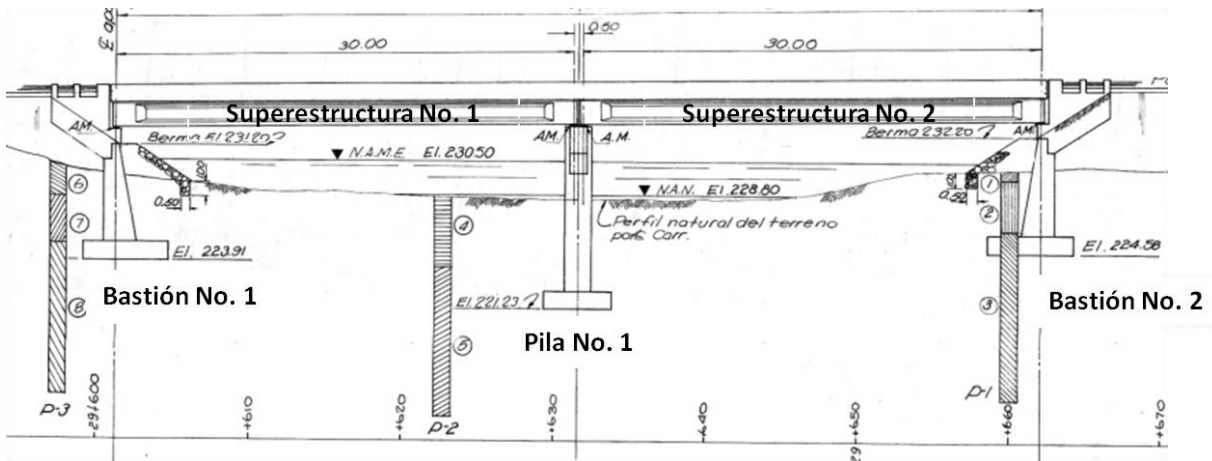 0.50
30.00
30.00
Superestructura No. 1
Superestructura No. 2
A.M.
Berma El.231.20
A.M.
A.M.
Berma 232.20
A.M.
N.A.M.E. El.230.50
1.00
0.50
N.A.N. El.228.80
Perfil natural del terreno
por ₵ Carr.
0.50
6
7
8
4
5
1
2
3
El. 223.91
El. 224.58
El.221.23
Bastión No. 1
Pila No. 1
Bastión No. 2
P-3
P-2
P-1
29+600
+610
+620
+630
+640
+650
+660
+670